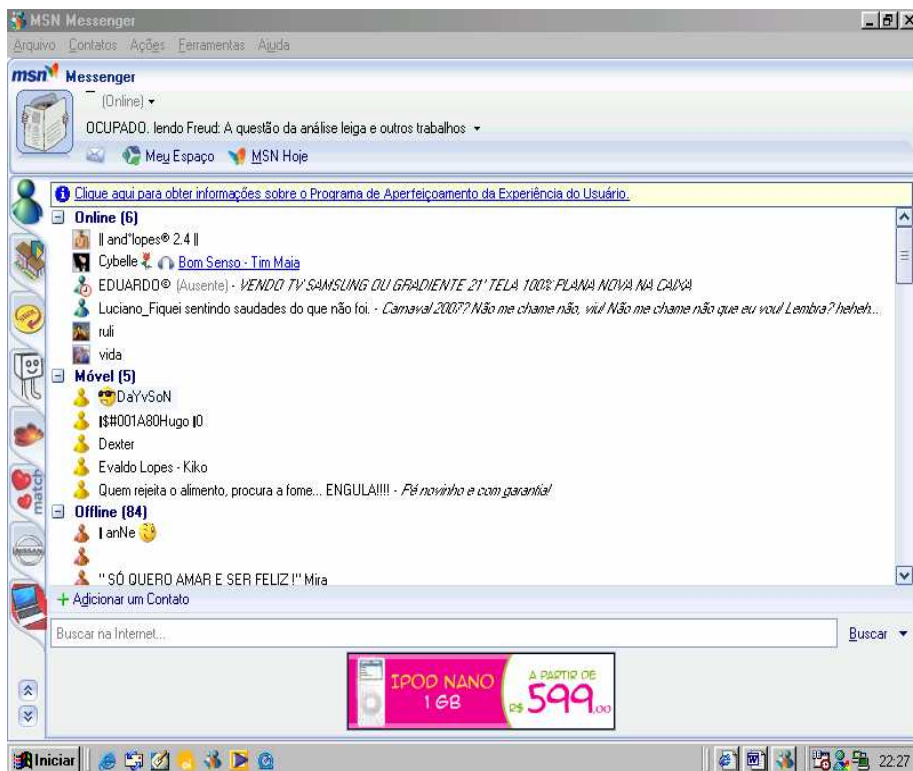 MSN Messenger
Arquivo Contatos Ações Ferramentas Ajuda
msn Messenger
(Online)
OCUPADO. lendo Freud: A questão da análise leiga e outros trabalhos
Meu Espaço MSN Hoje
Clique aqui para obter informações sobre o Programa de Aperfeiçoamento da Experiência do Usuário.
Online (6)
|| and°lopes® 2.4 ||
Cybelle Bom Senso - Tim Maia
EDUARDO© (Ausente) - VENDO TV SAMSUNG OU GRADIENTE 21' TELA 100% PLANA NOVA NA CAIXA
Luciano_Fiquei sentindo saudades do que não foi. - Carnaval 2007? Não me chame não, viu! Não me chame não que eu vou! Lembra? heheh...
ruli
vida
Móvel (5)
DaYvSoN
|$#001A80Hugo |0
Dexter
Evaldo Lopes - Kiko
Quem rejeita o alimento, procura a fome... ENGULA!!!! - Pá novinho e com garantia!
Offline (84)
| anNe
" SÓ QUERO AMAR E SER FELIZ !" Mira
match
NISSAN
Adicionar um Contato
Buscar na Internet... Buscar
IPOD NANO
1 GB
A PARTIR DE
R$ 599,00
Iniciar 22:27